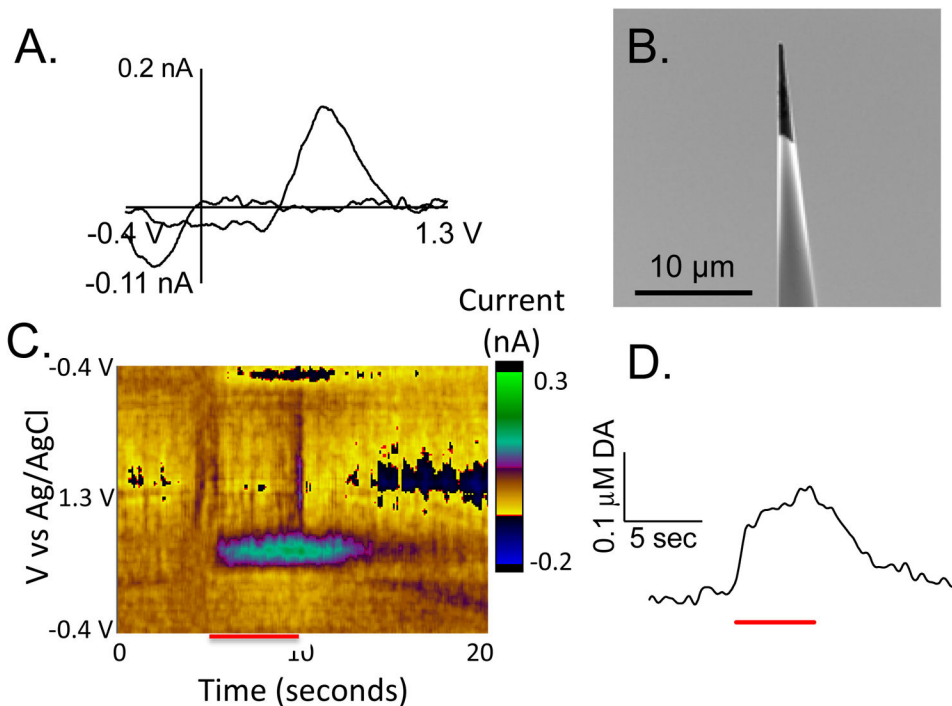 A.
0.2 nA
-0.4 V
1.3 V
-0.11 nA
B.
10 µm
C.
Current
(nA)
-0.4 V
1.3 V
-0.4 V
V vs Ag/AgCl
0.3
-0.2
0
10
20
Time (seconds)
D.
0.1 µM DA
5 sec